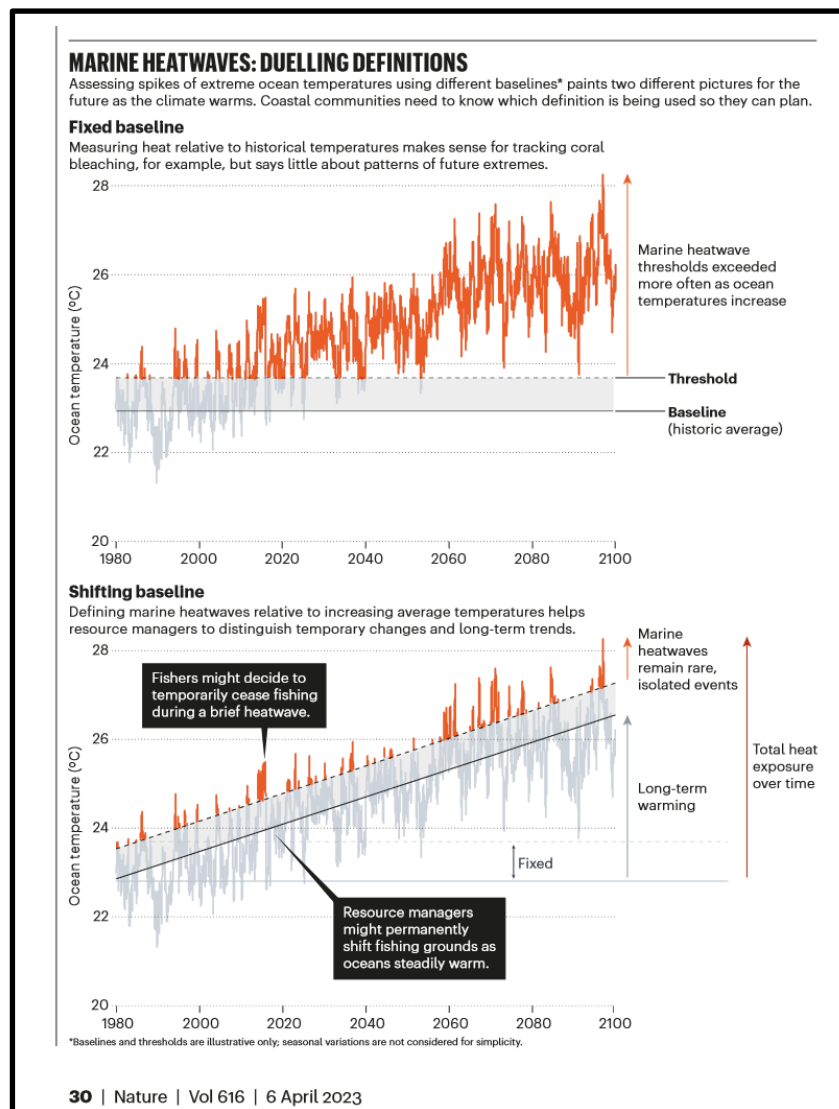 MARINE HEATWAVES: DUELLING DEFINITIONS
Assessing spikes of extreme ocean temperatures using different baselines* paints two different pictures for the
future as the climate warms. Coastal communities need to know which definition is being used so they can plan.
Fixed baseline
Measuring heat relative to historical temperatures makes sense for tracking coral
bleaching, for example, but says little about patterns of future extremes.
Ocean temperature (ºC)
28
26
24
22
20
1980
2000
2020
2040
2060
2080
2100
Marine heatwave
thresholds exceeded
more often as ocean
temperatures increase
Threshold
Baseline
(historic average)
Shifting baseline
Defining marine heatwaves relative to increasing average temperatures helps
resource managers to distinguish temporary changes and long-term trends.
Ocean temperature (ºC)
28
26
24
22
20
1980
2000
2020
2040
2060
2080
2100
Fishers might decide to
temporarily cease fishing
during a brief heatwave.
Resource managers
might permanently
shift fishing grounds as
oceans steadily warm.
Marine
heatwaves
remain rare,
isolated events
Long-term
warming
Total heat
exposure
over time
Fixed
*Baselines and thresholds are illustrative only; seasonal variations are not considered for simplicity.
30 | Nature | Vol 616 | 6 April 2023